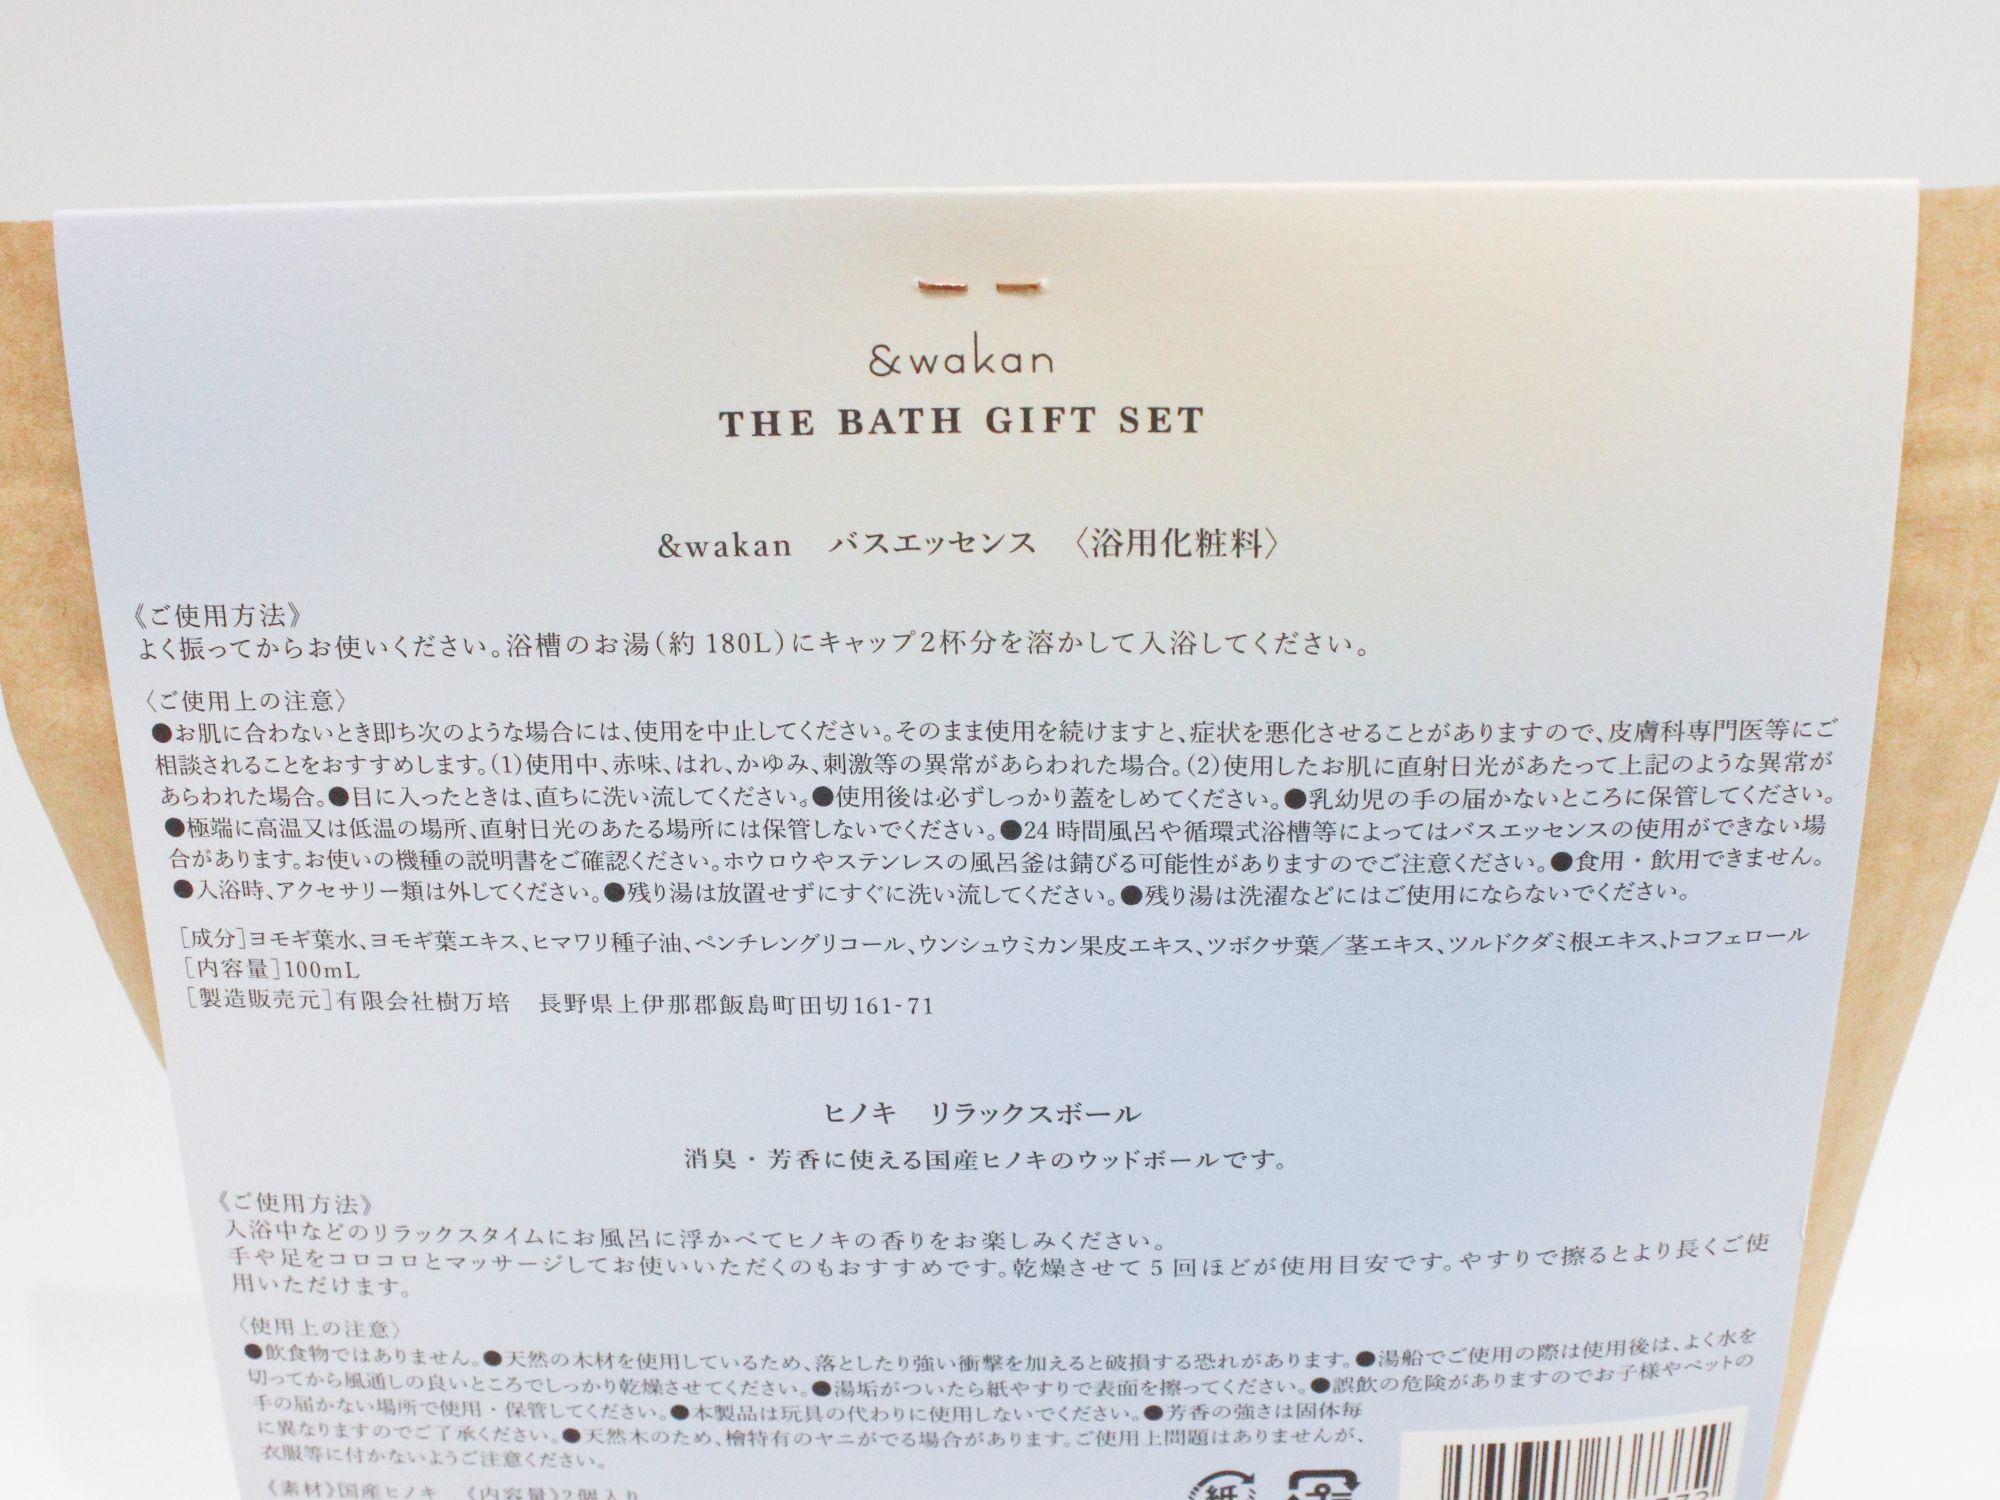 &wakan
THE BATH GIFT SET
&wakan　バスエッセンス　〈浴用化粧料〉
《ご使用方法》
よく振ってからお使いください。浴槽のお湯（約 180L）にキャップ2杯分を溶かして入浴してください。
〈ご使用上の注意〉
●お肌に合わないとき即ち次のような場合には、使用を中止してください。そのまま使用を続けますと、症状を悪化させることがありますので、皮膚科専門医等にご
相談されることをおすすめします。(1)使用中、赤味、はれ、かゆみ、刺激等の異常があらわれた場合。(2)使用したお肌に直射日光があたって上記のような異常が
あらわれた場合。●目に入ったときは、直ちに洗い流してください。●使用後は必ずしっかり蓋をしめてください。●乳幼児の手の届かないところに保管してください。
●極端に高温又は低温の場所、直射日光のあたる場所には保管しないでください。●24 時間風呂や循環式浴槽等によってはバスエッセンスの使用ができない場
合があります。お使いの機種の説明書をご確認ください。ホウロウやステンレスの風呂釜は錆びる可能性がありますのでご注意ください。●食用・飲用できません。
●入浴時、アクセサリー類は外してください。●残り湯は放置せずにすぐに洗い流してください。●残り湯は洗濯などにはご使用にならないでください。
［成分］ヨモギ葉水、ヨモギ葉エキス、ヒマワリ種子油、ペンチレングリコール、ウンシュウミカン果皮エキス、ツボクサ葉／茎エキス、ツルドクダミ根エキス、トコフェロール
［内容量］100mL
［製造販売元］有限会社樹万培　長野県上伊那郡飯島町田切161-71
ヒノキ　リラックスボール
消臭・芳香に使える国産ヒノキのウッドボールです。
《ご使用方法》
入浴中などのリラックスタイムにお風呂に浮かべてヒノキの香りをお楽しみください。
手や足をコロコロとマッサージしてお使いいただくのもおすすめです。乾燥させて 5 回ほどが使用目安です。やすりで擦るとより長くご使
用いただけます。
〈使用上の注意〉
●飲食物ではありません。●天然の木材を使用しているため、落としたり強い衝撃を加えると破損する恐れがあります。●湯船でご使用の際は使用後は、よく水を
切ってから風通しの良いところでしっかり乾燥させてください。●湯垢がついたら紙やすりで表面を擦ってください。●誤飲の危険がありますのでお子様やペットの
手の届かない場所で使用・保管してください。●本製品は玩具の代わりに使用しないでください。●芳香の強さは固体毎
に異なりますのでご了承ください。●天然木のため、檜特有のヤニがでる場合があります。ご使用上問題はありませんが、
衣服等に付かないようご注意ください。
《素材》国産ヒノキ　《内容量》2個入り
紙 プ